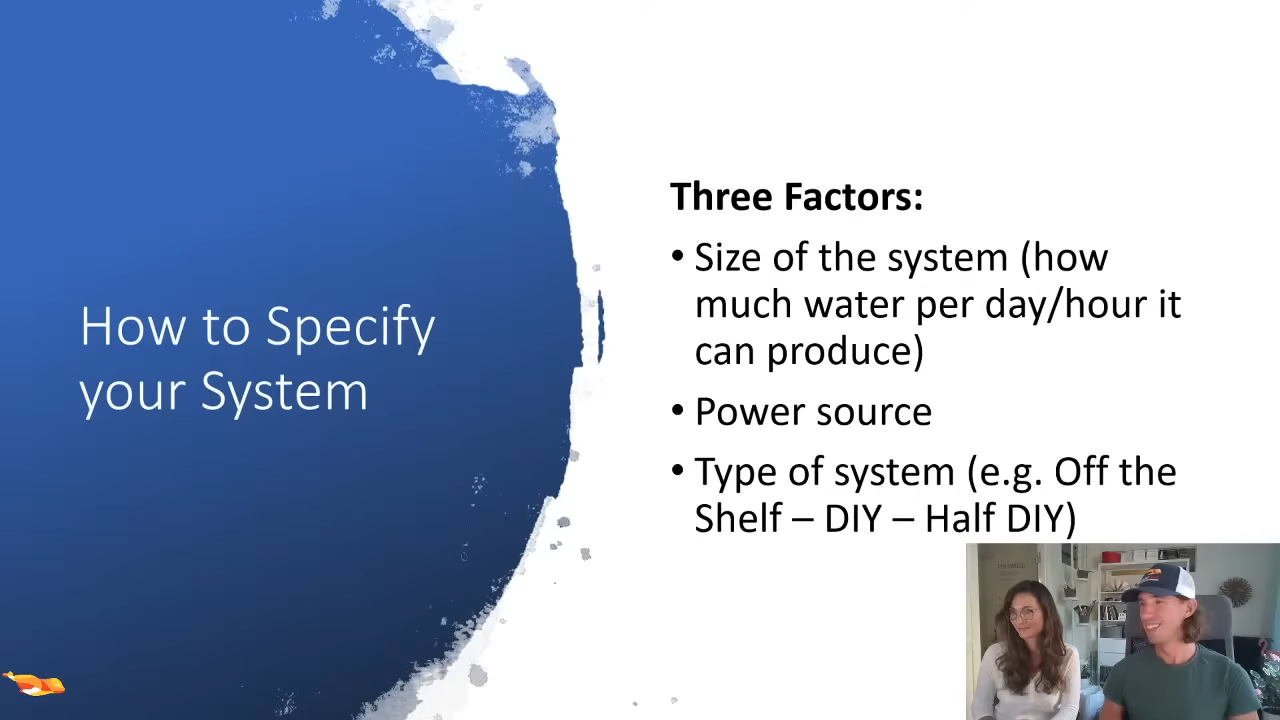 How to Specify
your System
Three Factors:
• Size of the system (how
much water per day/hour it
can produce)
• Power source
• Type of system (e.g. Off the
Shelf – DIY – Half DIY)